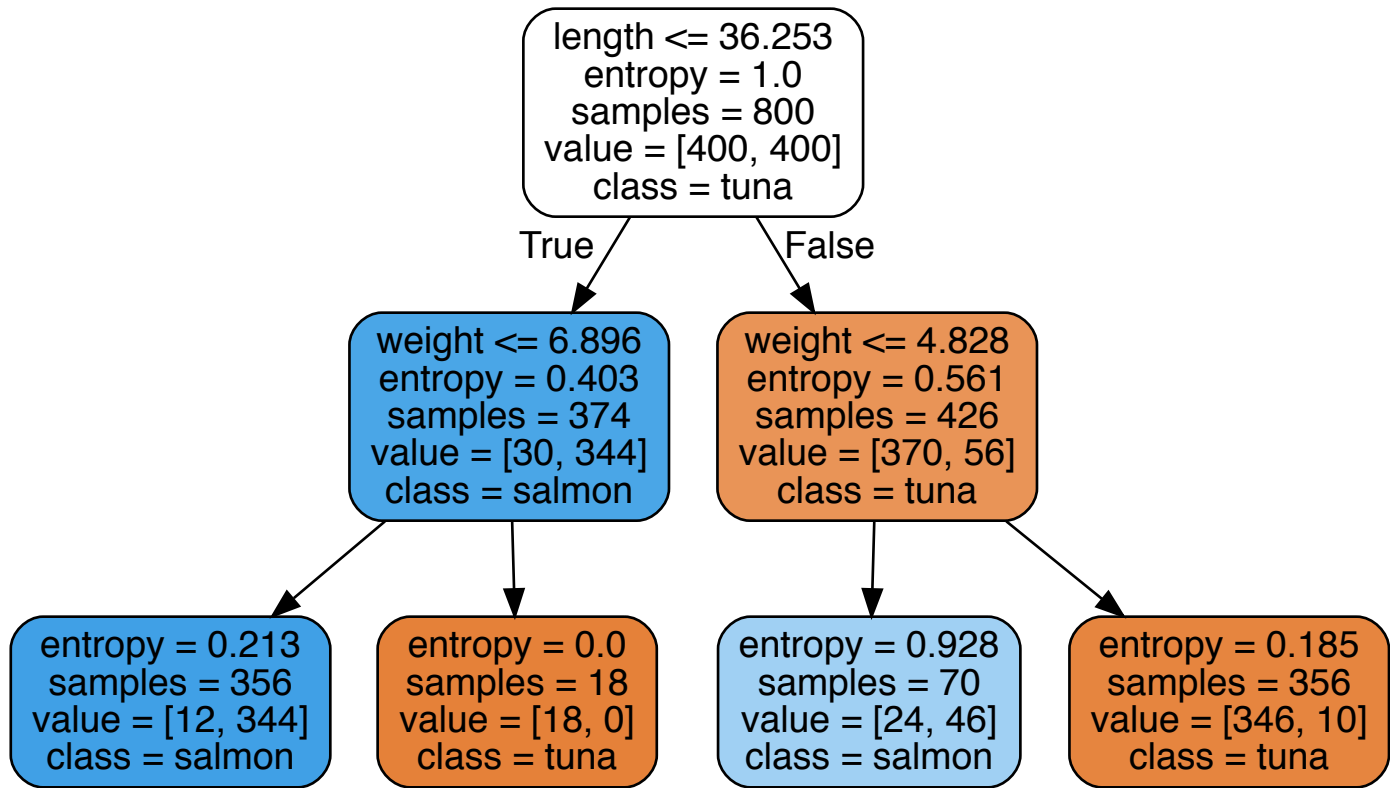 length <= 36.253
entropy = 1.0
samples = 800
value = [400, 400]
class = tuna
True
False
weight <= 6.896
entropy = 0.403
samples = 374
value = [30, 344]
class = salmon
weight <= 4.828
entropy = 0.561
samples = 426
value = [370, 56]
class = tuna
entropy = 0.213
samples = 356
value = [12, 344]
class = salmon
entropy = 0.0
samples = 18
value = [18, 0]
class = tuna
entropy = 0.928
samples = 70
value = [24, 46]
class = salmon
entropy = 0.185
samples = 356
value = [346, 10]
class = tuna